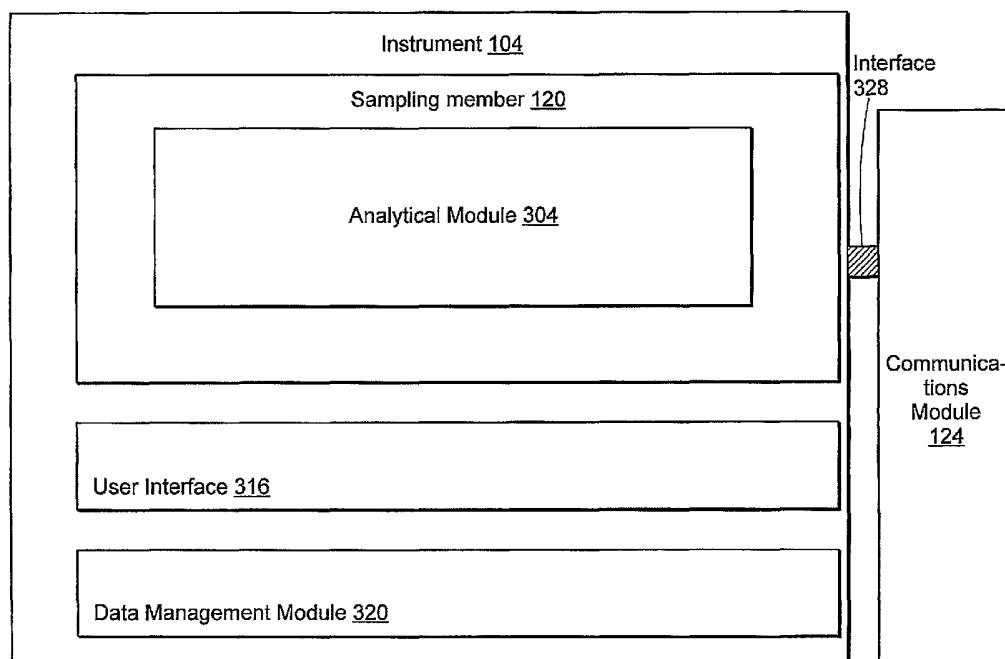 Instrument 104
Interface
328
Sampling member 120
Analytical Module 304
Communica-
tions
Module
124
User Interface 316
Data Management Module 320